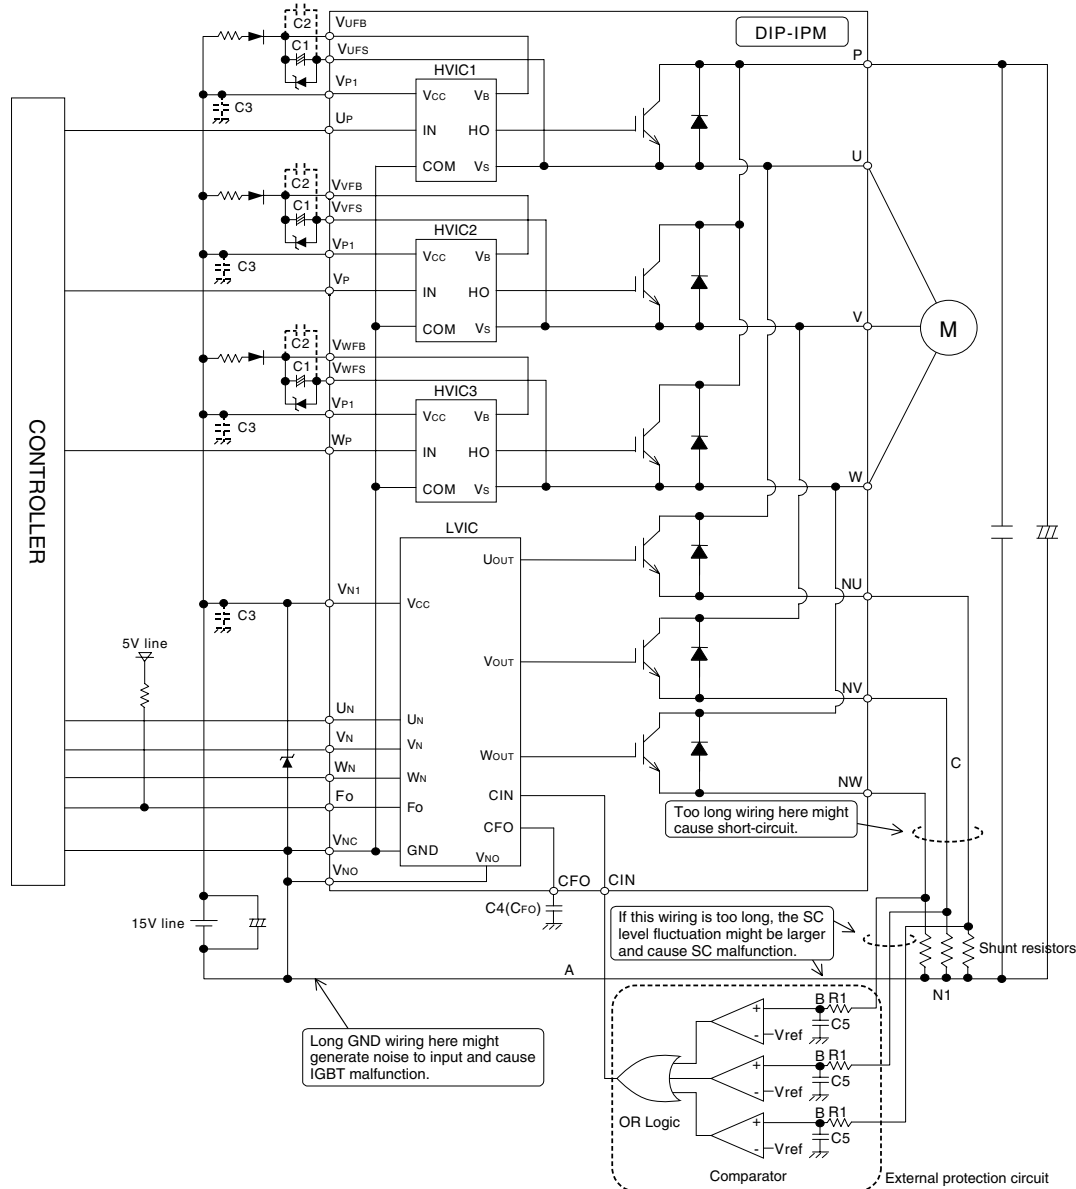 C2
VUFB
DIP-IPM
C1
VUFS
P
HVIC1
VP1
VCC
VB
C3
UP
IN
HO
U
COM
VS
C2
VVFB
C1
VVFS
HVIC2
VP1
VCC
VB
C3
VP
IN
HO
V
COM
VS
M
C2
VWFB
C1
VWFS
HVIC3
VP1
VCC
VB
C3
WP
IN
HO
W
COM
VS
CONTROLLER
LVIC
UOUT
VN1
VCC
NU
C3
5V line
VOUT
NV
UN
UN
VN
VN
WOUT
C
WN
WN
NW
CIN
FO
Fo
Too long wiring here might
cause short-circuit.
CFO
VNC
GND
VNO
VNO
CFO
CIN
C4(CFO)
15V line
If this wiring is too long, the SC
level fluctuation might be larger
and cause SC malfunction.
Shunt resistors
A
N1
Long GND wiring here might
generate noise to input and cause
IGBT malfunction.
+
B
R1
-
Vref
C5
+
B
R1
-
Vref
C5
OR Logic
+
B
R1
-
Vref
C5
Comparator
External protection circuit